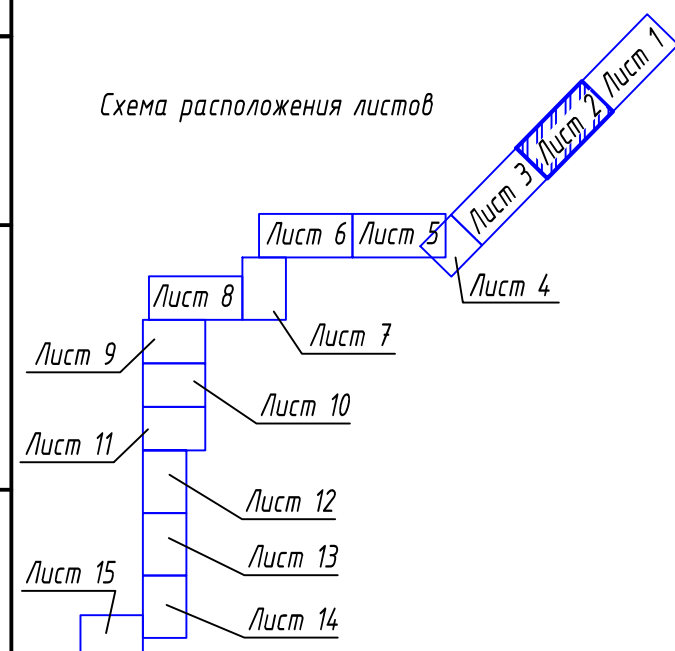 Схема расположения листов
Лист 1
Лист 2
Лист 3
Лист 4
Лист 5
Лист 6
Лист 7
Лист 8
Лист 9
Лист 10
Лист 11
Лист 12
Лист 13
Лист 14
Лист 15